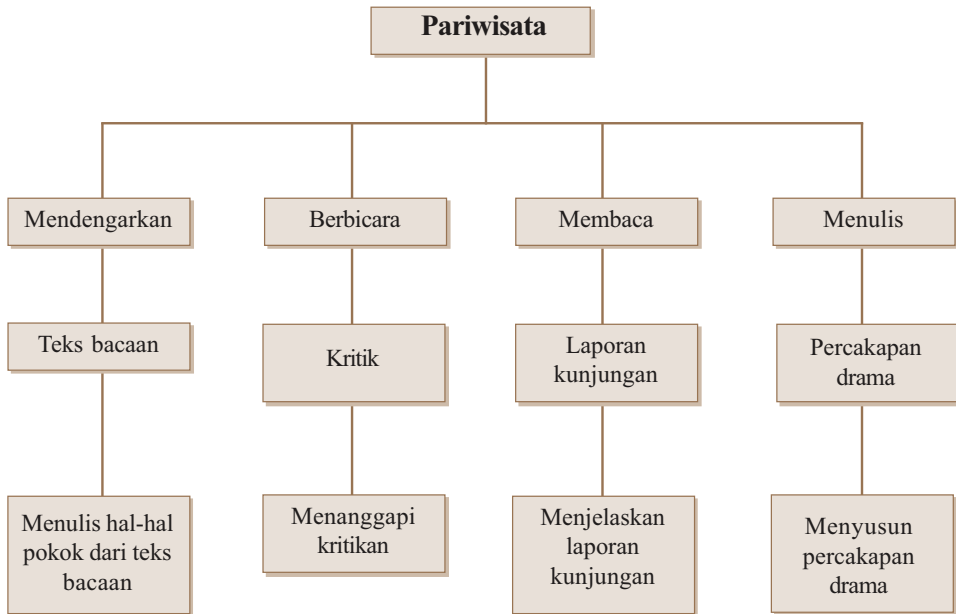 Pariwisata
Mendengarkan
Berbicara
Membaca
Menulis
Teks bacaan
Kritik
Laporan
kunjungan
Percakapan
drama
Menulis hal-hal
pokok dari teks
bacaan
Menanggapi
kritikan
Menjelaskan
laporan
kunjungan
Menyusun
percakapan
drama